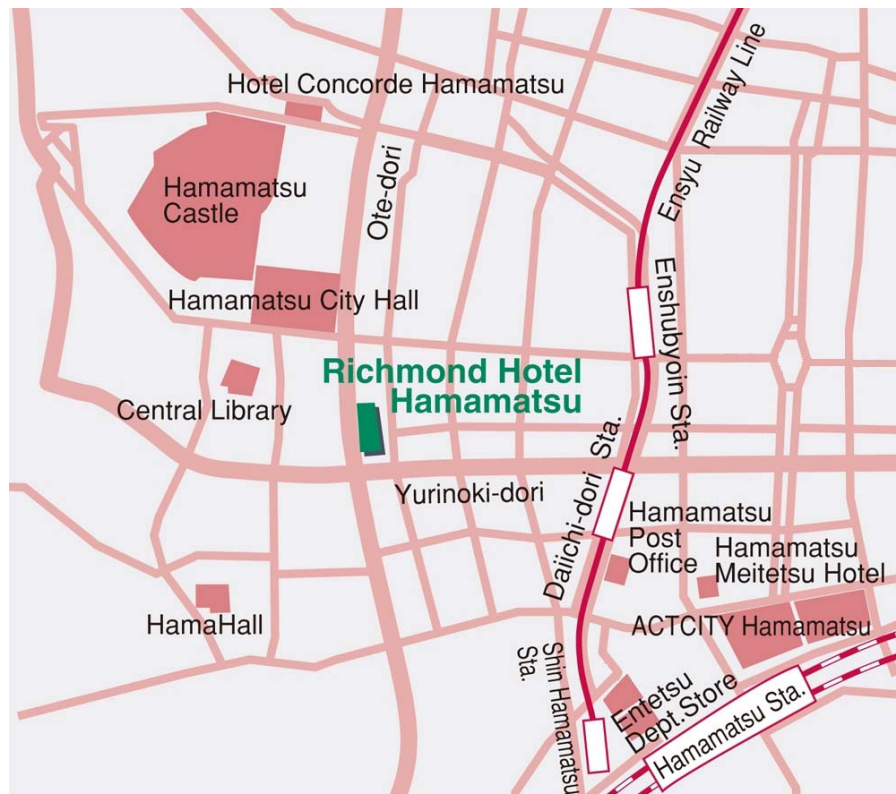 Hotel Concorde Hamamatsu
Ensyu Railway Line
Ote-dori
Hamamatsu
Castle
Hamamatsu City Hall
Enshubyoin Sta.
Richmond Hotel
Hamamatsu
Central Library
Yurinoki-dori
Daiichi-dori Sta.
Hamamatsu
Post
Office
Hamamatsu
Meitetsu Hotel
HamaHall
ACTCITY Hamamatsu
Shin Hamamatsu
Sta.
Entetsu
Dept.Store
Hamamatsu Sta.